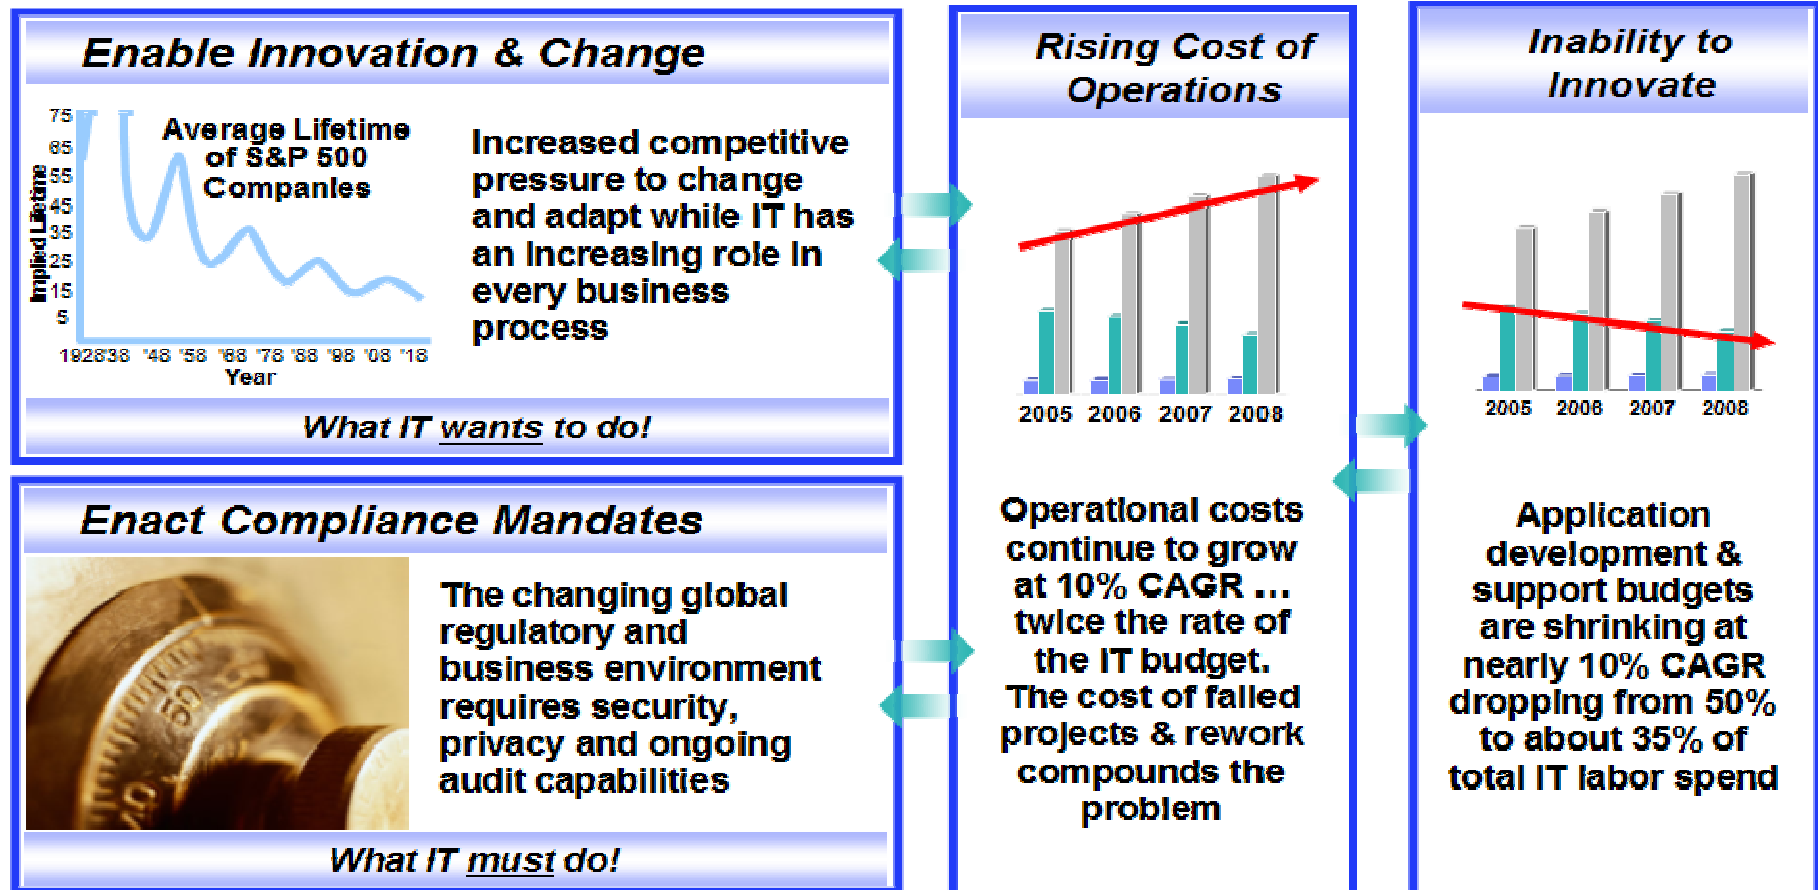 Enable Innovation & Change
75
65
55
45
35
25
15
5
Implied Lifetime
Average Lifetime
of S&P 500
Companies
1928'38 '48 '58 '68 '78 '88 '98 '08 '18
Year
Increased competitive
pressure to change
and adapt while IT has
an increasing role in
every business
process
What IT wants to do!
Enact Compliance Mandates
50
The changing global
regulatory and
business environment
requires security,
privacy and ongoing
audit capabilities
What IT must do!
Rising Cost of
Operations
2005 2006 2007 2008
Operational costs
continue to grow
at 10% CAGR ...
twice the rate of
the IT budget.
The cost of failed
projects & rework
compounds the
problem
Inability to
Innovate
2005 2006 2007 2008
Application
development &
support budgets
are shrinking at
nearly 10% CAGR
dropping from 50%
to about 35% of
total IT labor spend